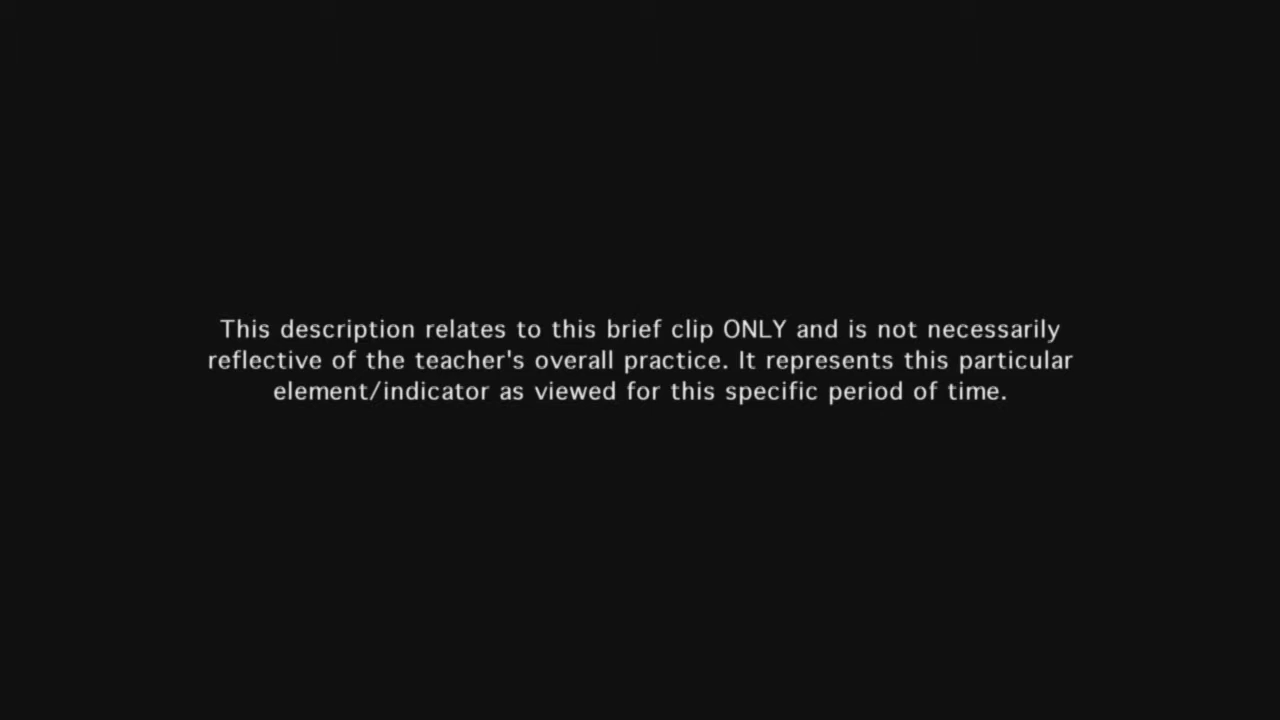 This description relates to this brief clip ONLY and is not necessarily
reflective of the teacher's overall practice. It represents this particular
element/indicator as viewed for this specific period of time.